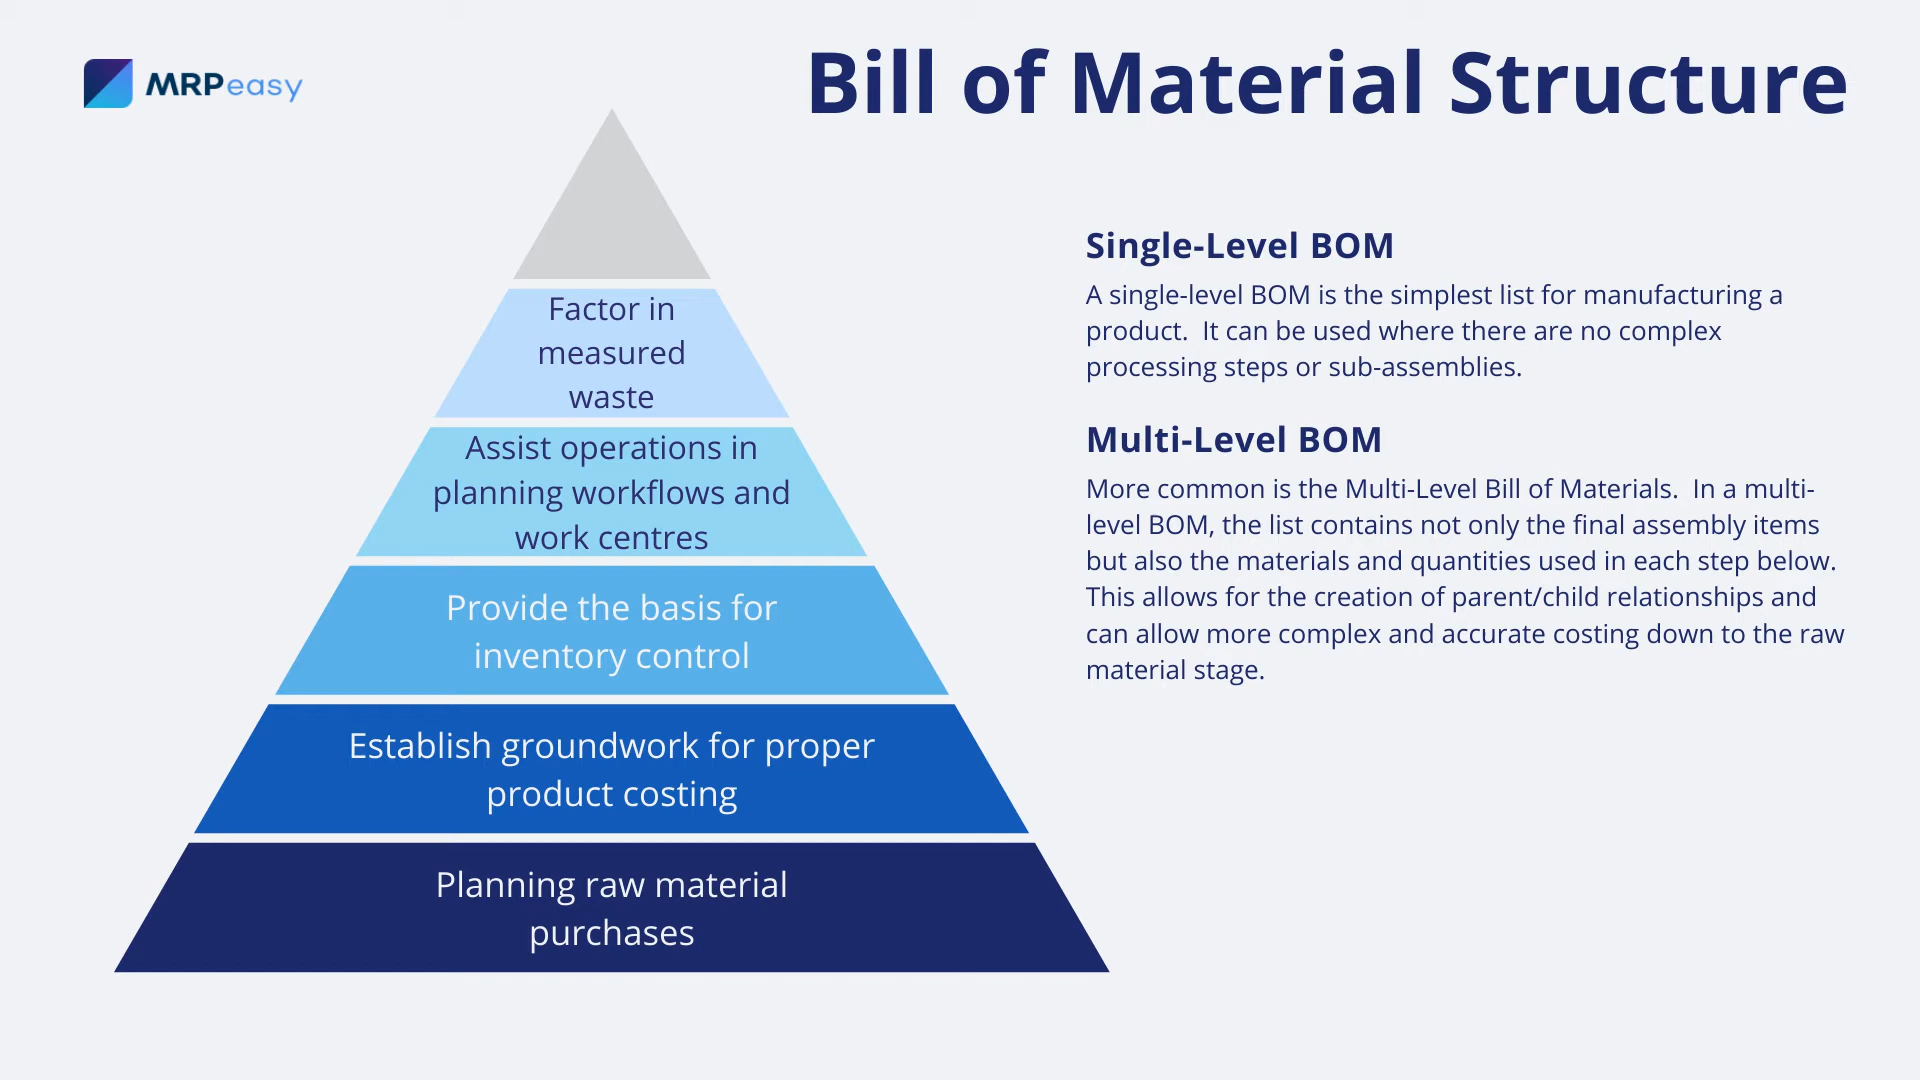 MRPeasy
Bill of Material Structure
Factor in
measured
waste
Assist operations in
planning workflows and
work centres
Provide the basis for
inventory control
Establish groundwork for proper
product costing
Planning raw material
purchases
Single-Level BOM
A single-level BOM is the simplest list for manufacturing a
product.  It can be used where there are no complex
processing steps or sub-assemblies.
Multi-Level BOM
More common is the Multi-Level Bill of Materials.  In a multi-
level BOM, the list contains not only the final assembly items
but also the materials and quantities used in each step below.
This allows for the creation of parent/child relationships and
can allow more complex and accurate costing down to the raw
material stage.